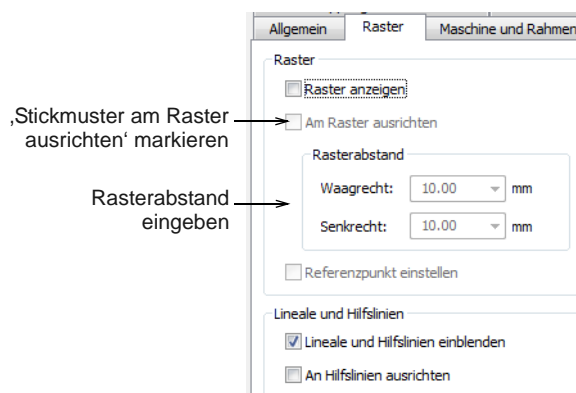 Allgemein Raster Maschine und Rahmen
Raster
Raster anzeigen
‚Stickmuster am Raster
ausrichten‘ markieren
Am Raster ausrichten
Rasterabstand
Waagrecht: 10.00 mm
Rasterabstand
eingeben
Senkrecht: 10.00 mm
Referenzpunkt einstellen
Lineale und Hilfslinien
Lineale und Hilfslinien einblenden
An Hilfslinien ausrichten